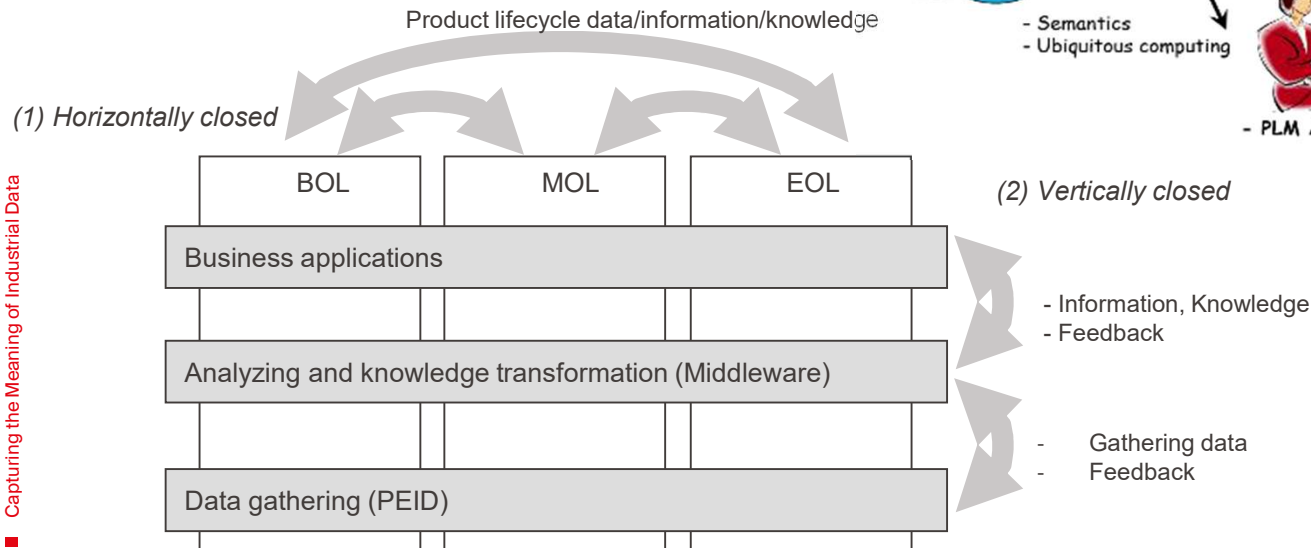 Product lifecycle data/information/knowledge
- Semantics
- Ubiquitous computing
- PLM
(1) Horizontally closed
BOL
MOL
EOL
(2) Vertically closed
Business applications
- Information, Knowledge
- Feedback
Analyzing and knowledge transformation (Middleware)
- Gathering data
- Feedback
Data gathering (PEID)
Capturing the Meaning of Industrial Data